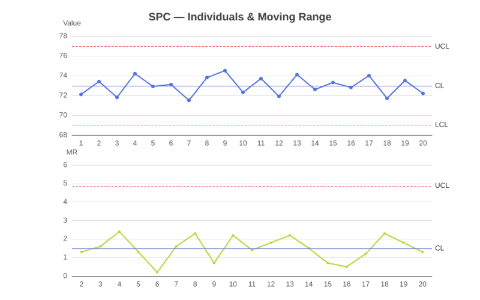 SPC — Individuals & Moving Range
Value
78
76
74
72
70
68
UCL
CL
LCL
1 2 3 4 5 6 7 8 9 10 11 12 13 14 15 16 17 18 19 20
MR
6
5
4
3
2
1
0
UCL
CL
2 3 4 5 6 7 8 9 10 11 12 13 14 15 16 17 18 19 20